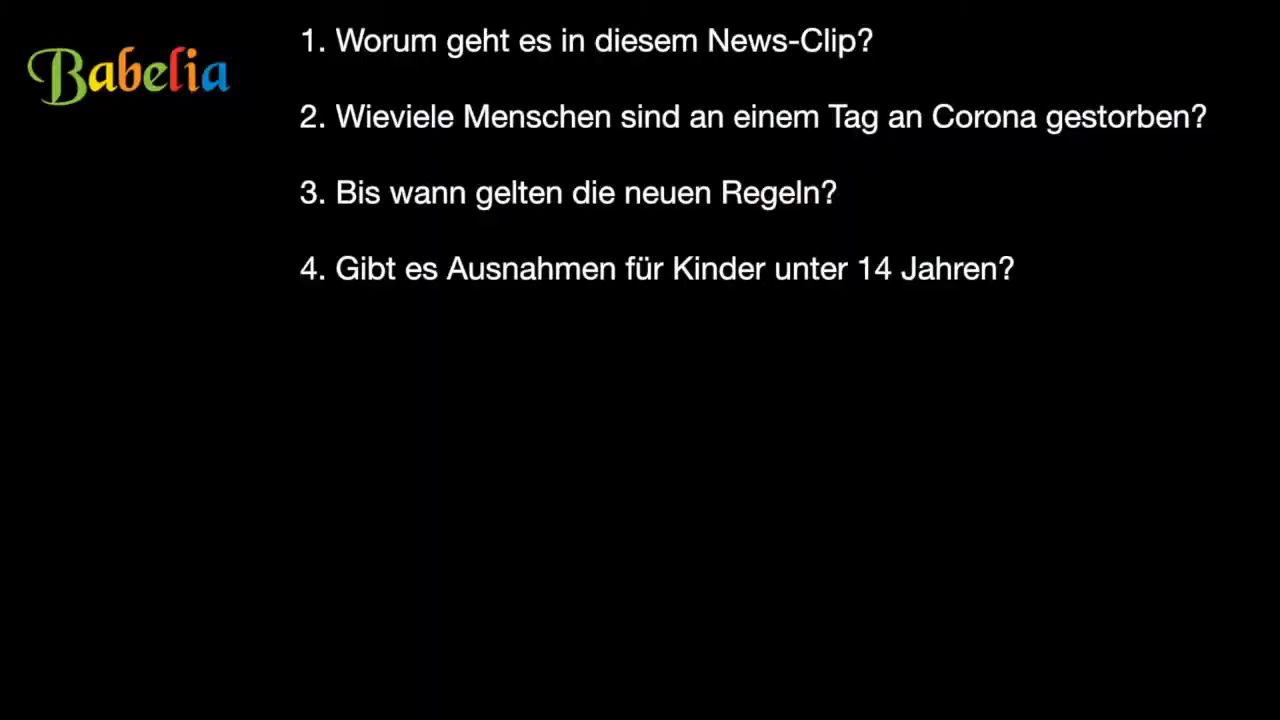 Babelia
1. Worum geht es in diesem News-Clip?
2. Wieviele Menschen sind an einem Tag an Corona gestorben?
3. Bis wann gelten die neuen Regeln?
4. Gibt es Ausnahmen für Kinder unter 14 Jahren?